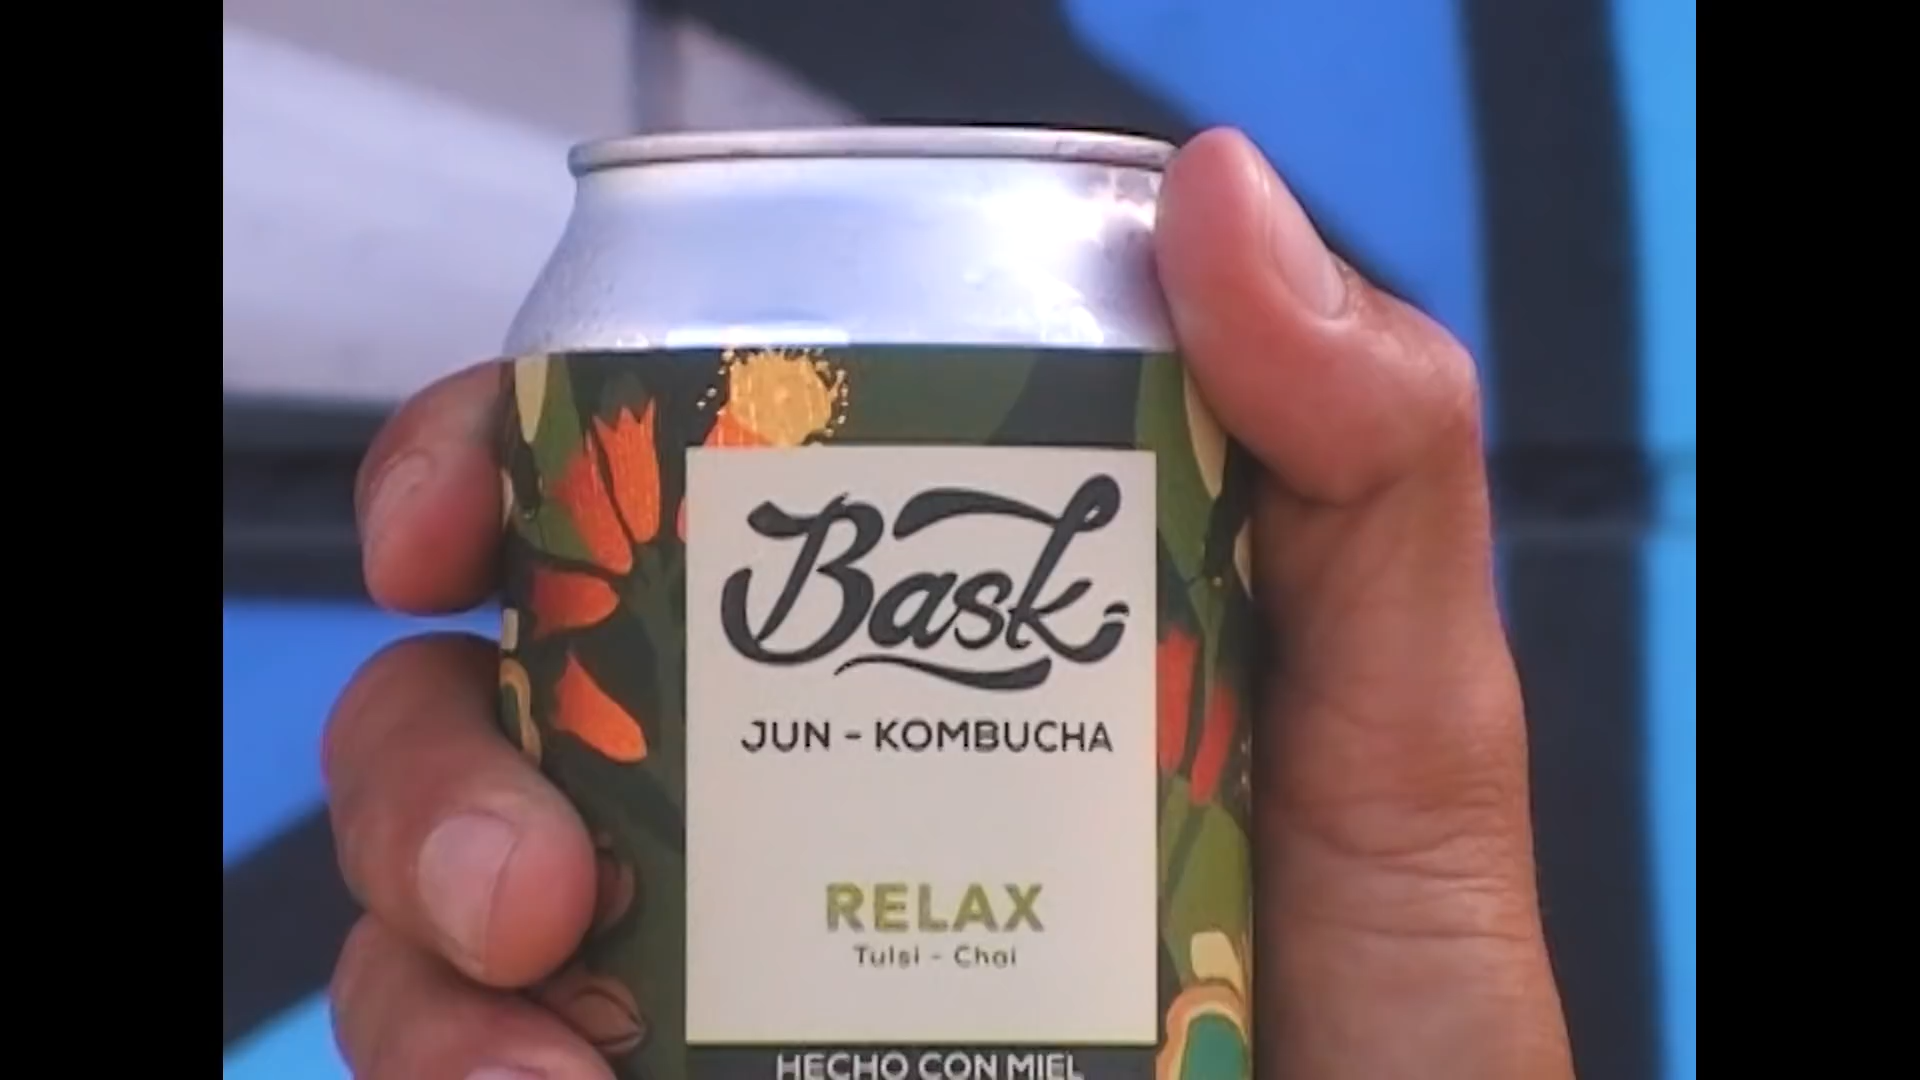 Bask
JUN - KOMBUCHA
RELAX
Tulsi - Chai
HECHO CON MIEL